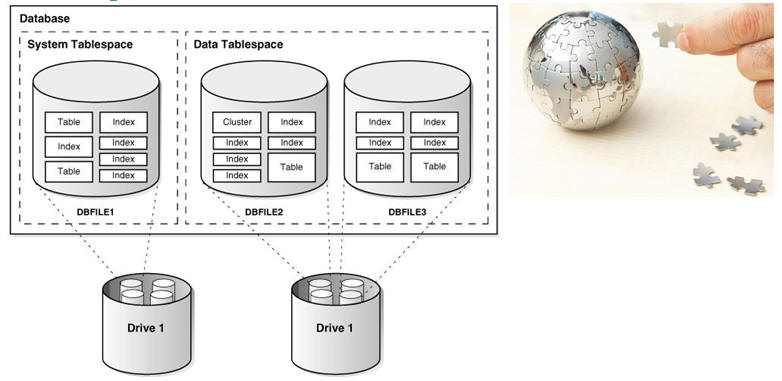 Database
System Tablespace
Data Tablespace
Table
Index
Index
Index
Index
Table
Index
Index
Cluster
Index
Index
Index
Index
Table
Index
Index
Index
Index
Index
Table
Table
DBFILE1
DBFILE2
DBFILE3
Drive 1
Drive 1